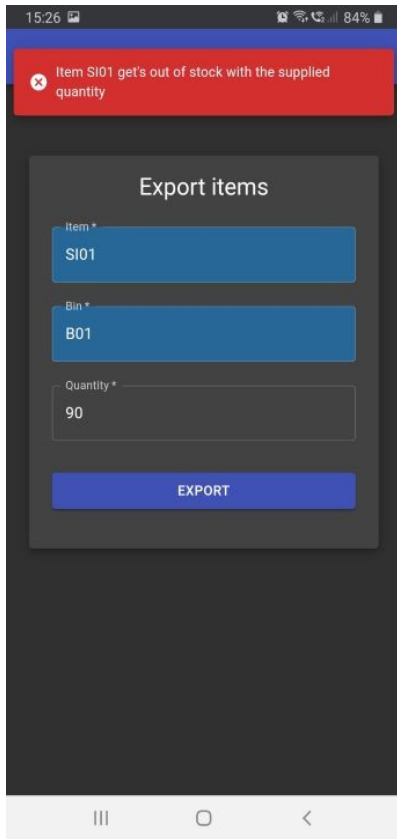 15:26 84%
Item SI01 get's out of stock with the supplied
quantity
Export items
Item *
SI01
Bin *
B01
Quantity *
90
EXPORT